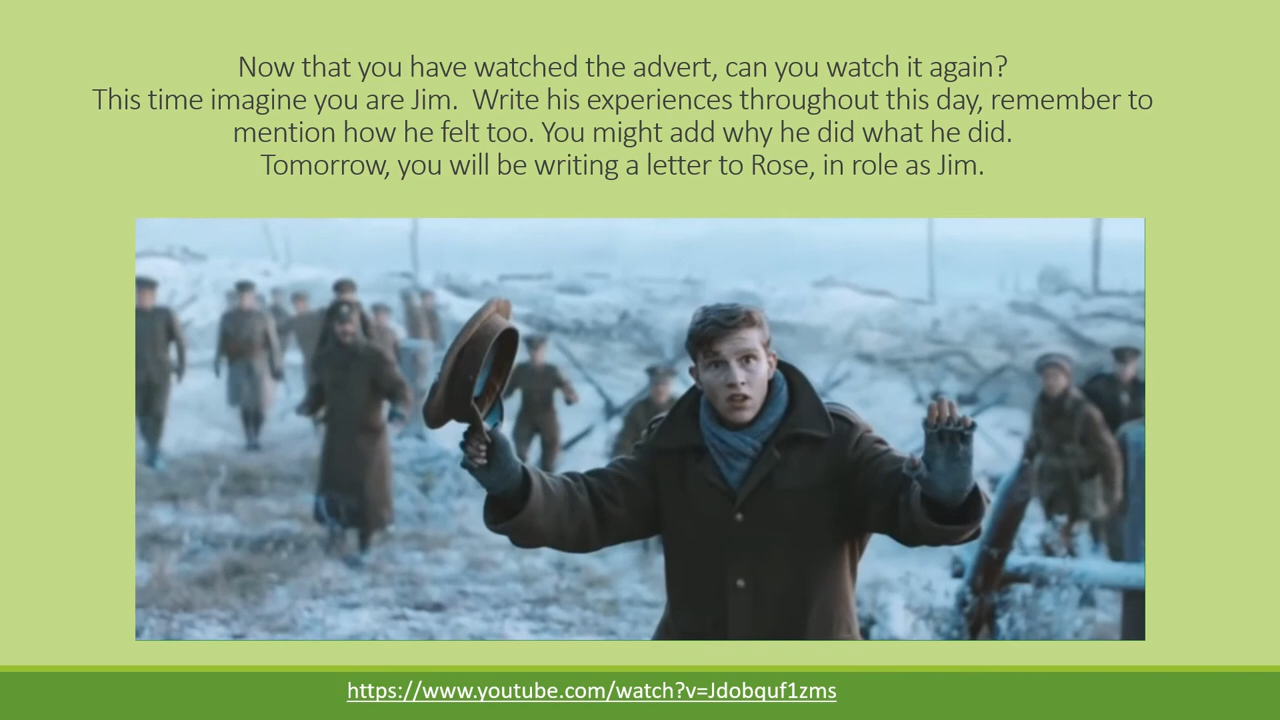 Now that you have watched the advert, can you watch it again?
This time imagine you are Jim.  Write his experiences throughout this day, remember to
mention how he felt too. You might add why he did what he did.
Tomorrow, you will be writing a letter to Rose, in role as Jim.
https://www.youtube.com/watch?v=Jdobquf1zms